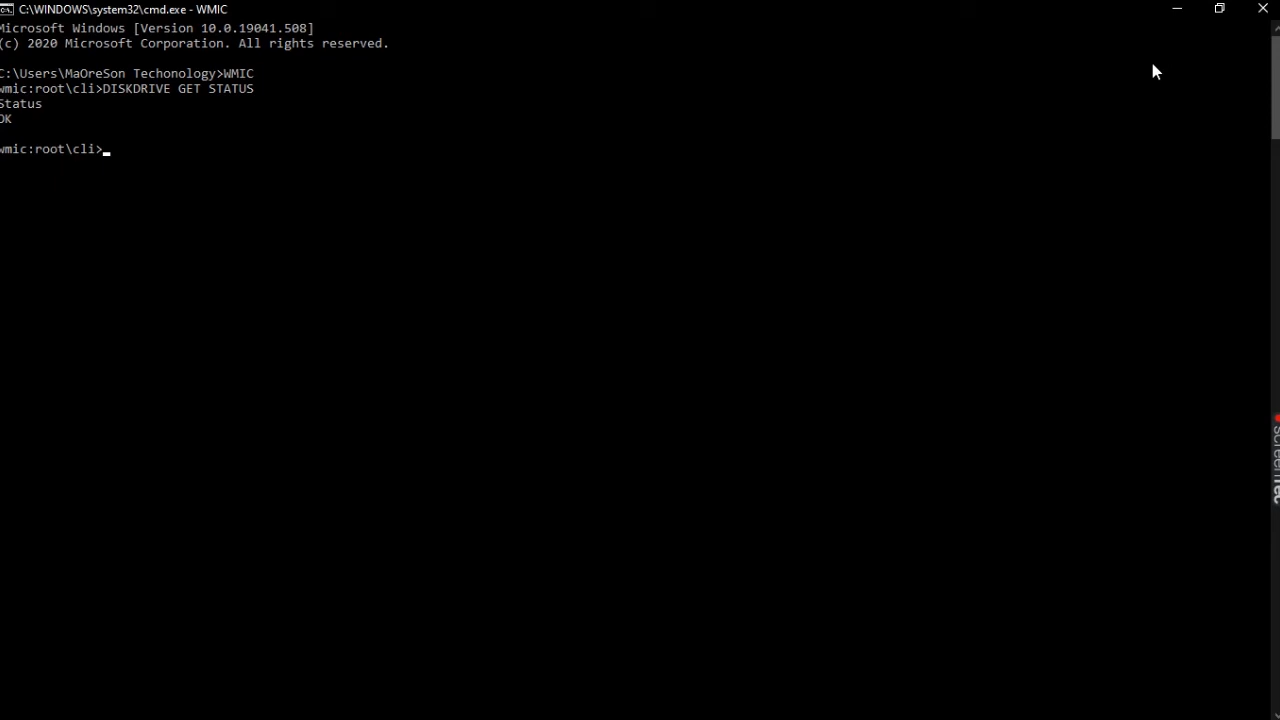 C:\WINDOWS\system32\cmd.exe - WMIC
Microsoft Windows [Version 10.0.19041.508]
(c) 2020 Microsoft Corporation. All rights reserved.
C:\Users\MaOreSon Techonology>WMIC
wmic:root\cli>DISKDRIVE GET STATUS
Status
OK
wmic:root\cli>
screenrec